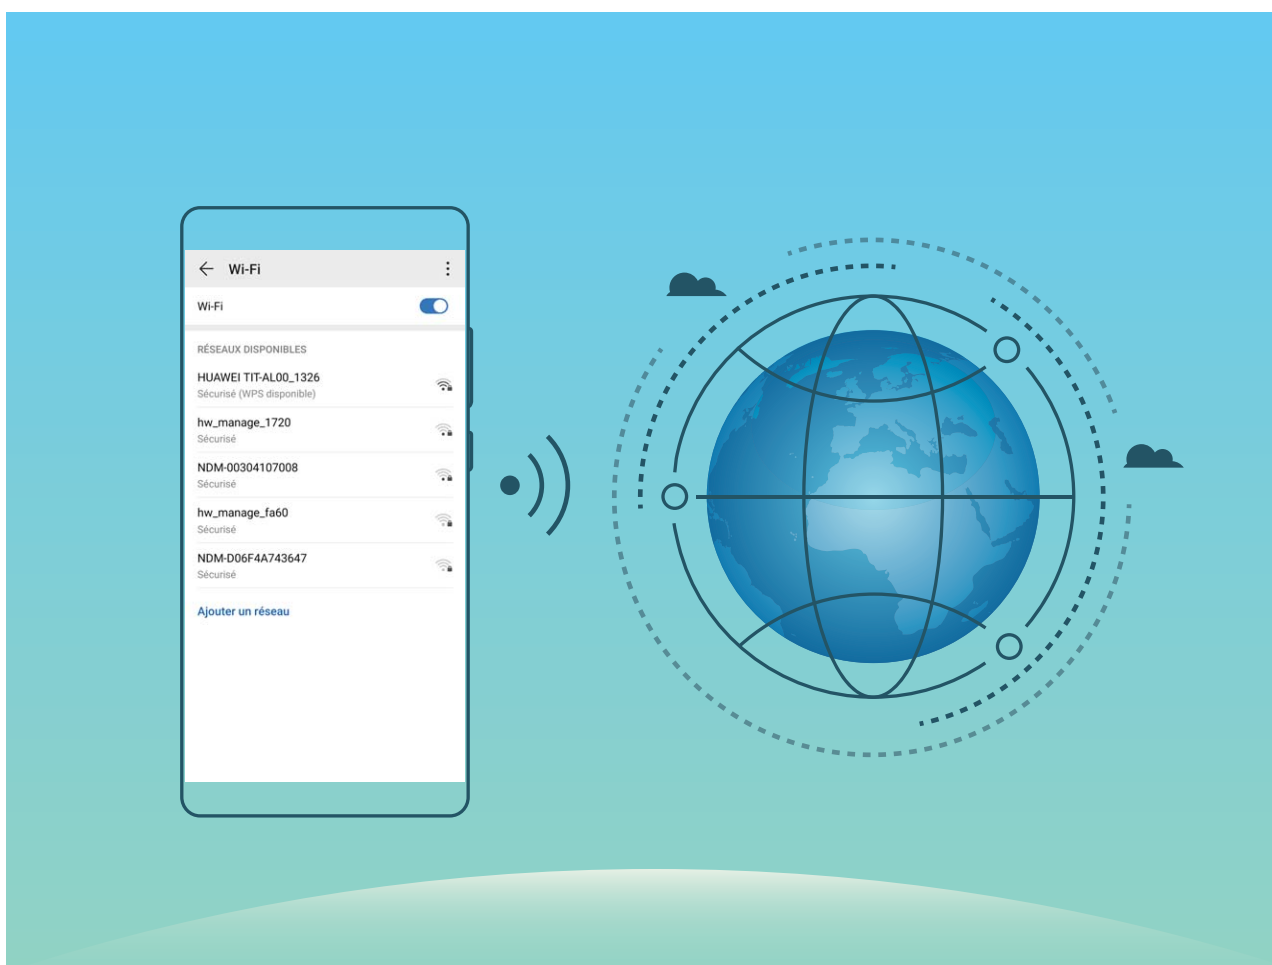 Wi-Fi
Wi-Fi
RÉSEAUX DISPONIBLES
HUAWEI TIT-AL00_1326
Sécurisé (WPS disponible)
hw_manage_1720
Sécurisé
NDM-00304107008
Sécurisé
hw_manage_fa60
Sécurisé
NDM-D06F4A743647
Sécurisé
Ajouter un réseau